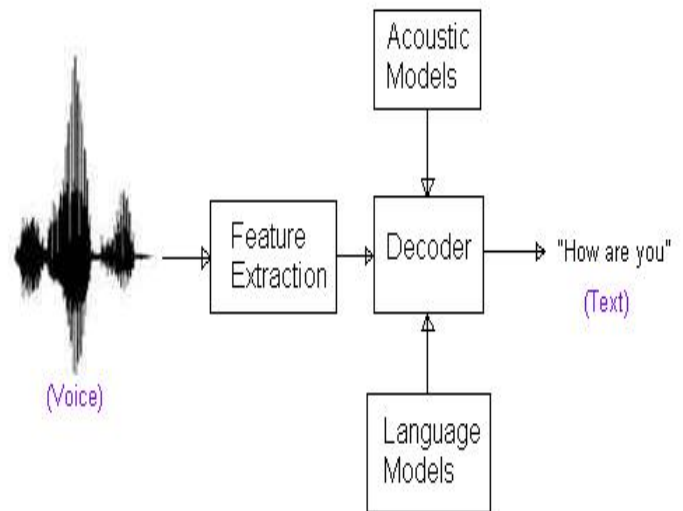 Acoustic
Models
Feature
Extraction
Decoder
"How are you"
(Text)
(Voice)
Language
Models